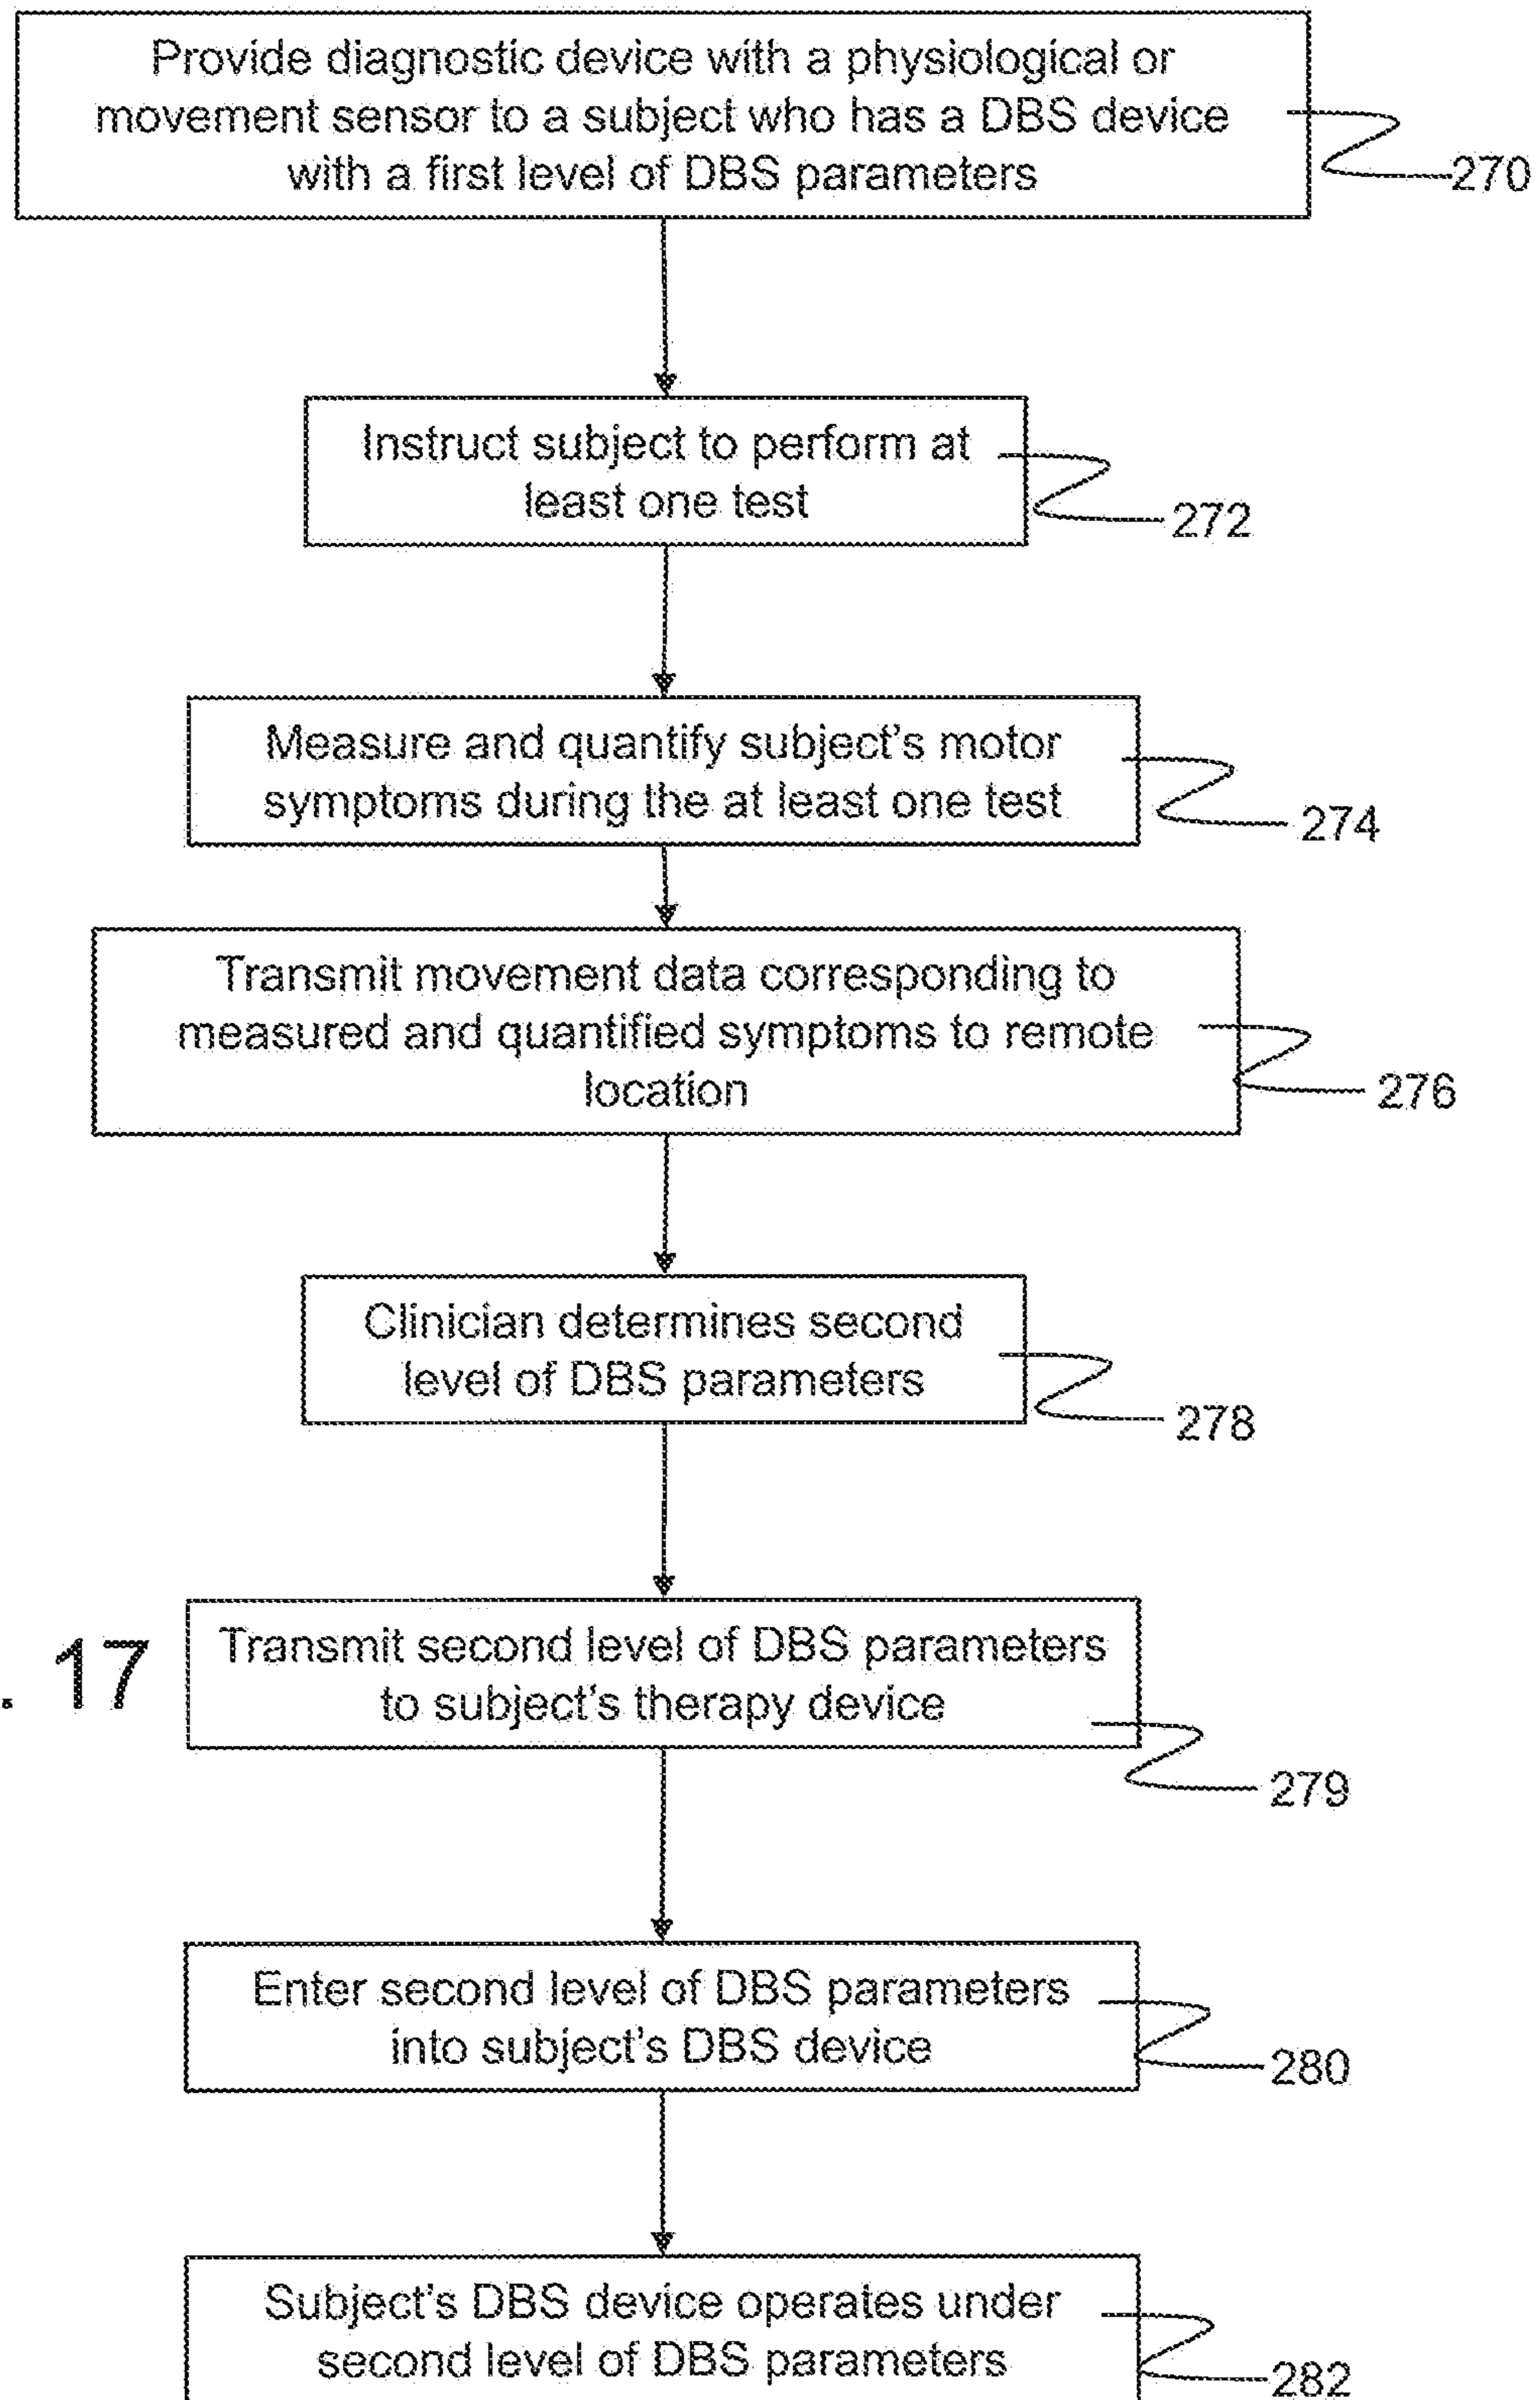 Provide diagnostic device with a physiological or
movement sensor to a subject who has a DBS device
with a first level of DBS parameters
270
Instruct subject to perform at
least one test
272
Measure and quantify subject's motor
symptoms during the at least one test
274
Transmit movement data corresponding to
measured and quantified symptoms to remote
location
276
Clinician determines second
level of DBS parameters
278
. 17
Transmit second level of DBS parameters
to subject's therapy device
279
Enter second level of DBS parameters
into subject's DBS device
280
Subject's DBS device operates under
second level of DBS parameters
282